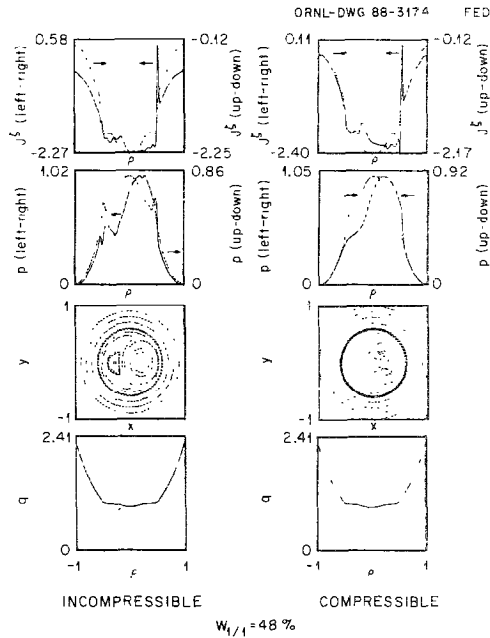 ORNL-DWG 88-3174 FED
0.58 -0.12 0.11 -0.12
J^ζ (left-right) J^ζ (up-down) J^ζ (left-right) J^ζ (up-down)
-2.27 ρ -2.25 -2.40 ρ -2.17
1.02 0.86 1.05 0.92
p (left-right) p (up-down) p (left-right) p (up-down)
0 ρ 0 0 ρ 0
1 1
y y
-1 x -1 x
2.41 2.41
q q
0 0
-1 ρ 1 -1 ρ 1
INCOMPRESSIBLE COMPRESSIBLE
W1/1 = 48 %